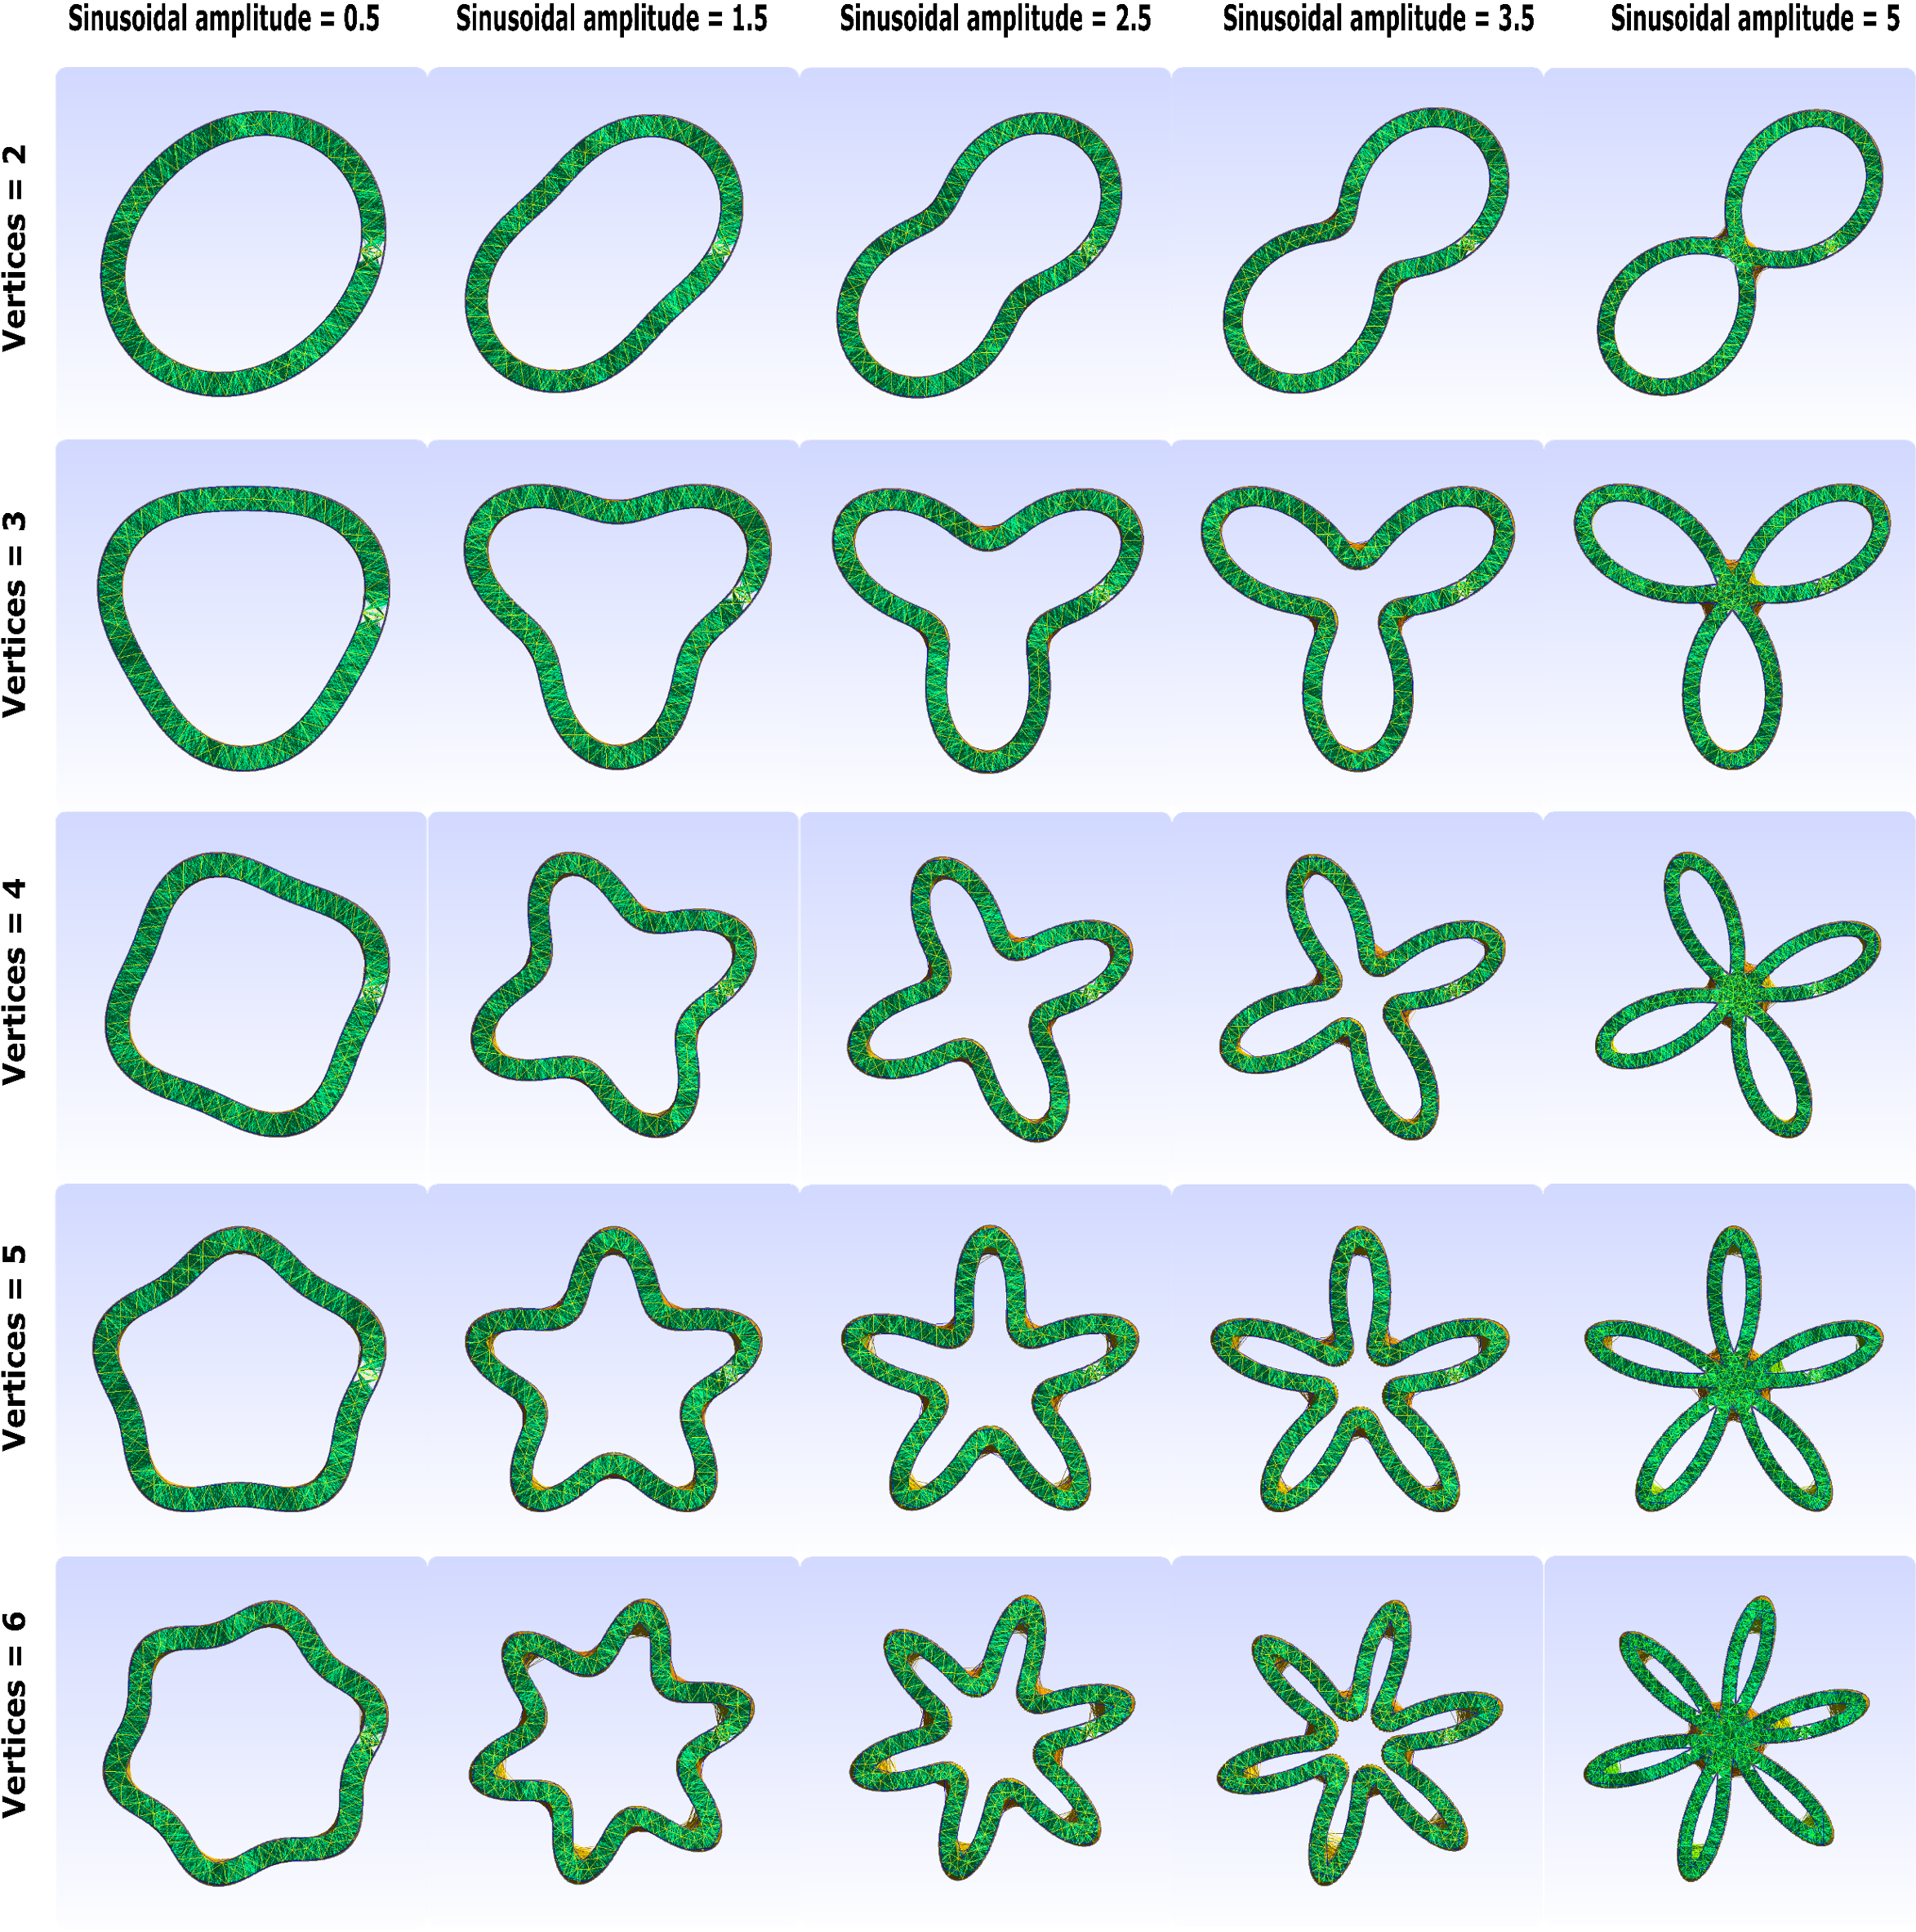 Sinusoidal amplitude = 0.5
Sinusoidal amplitude = 1.5
Sinusoidal amplitude = 2.5
Sinusoidal amplitude = 3.5
Sinusoidal amplitude = 5
Vertices = 2
Vertices = 3
Vertices = 4
Vertices = 5
Vertices = 6